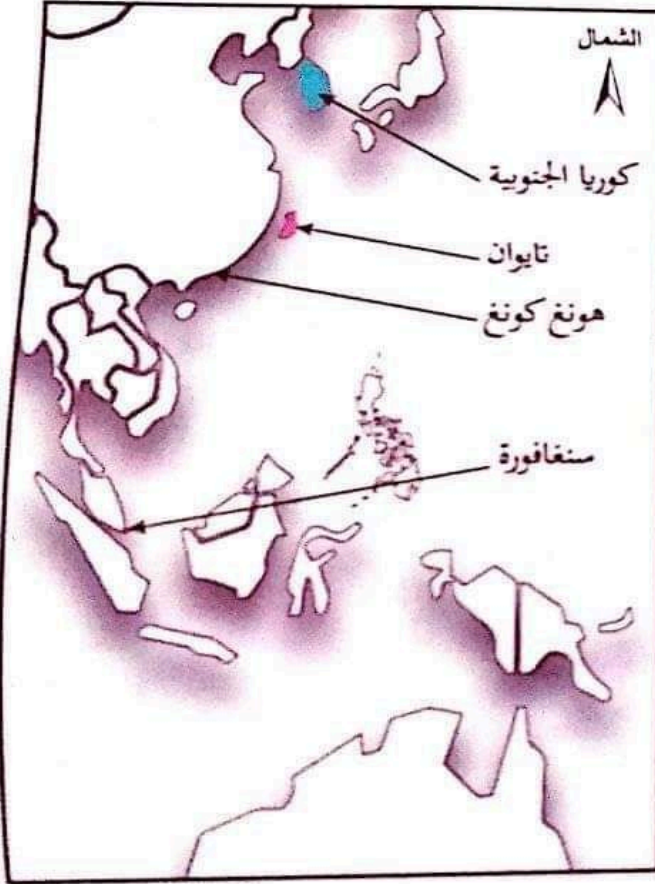 الشمال
كوريا الجنوبية
تايوان
هونغ كونغ
سنغافورة